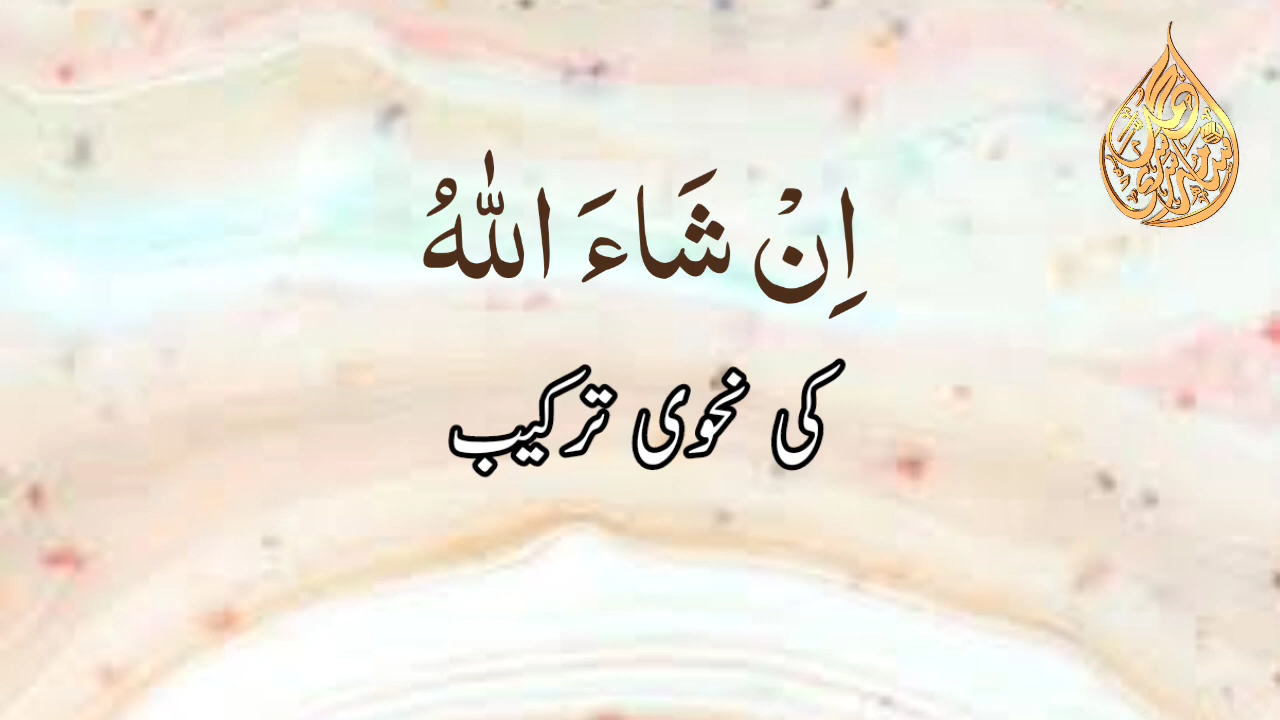 اِنْ شَاءَ اللّٰهُ
کی نحوی ترکیب